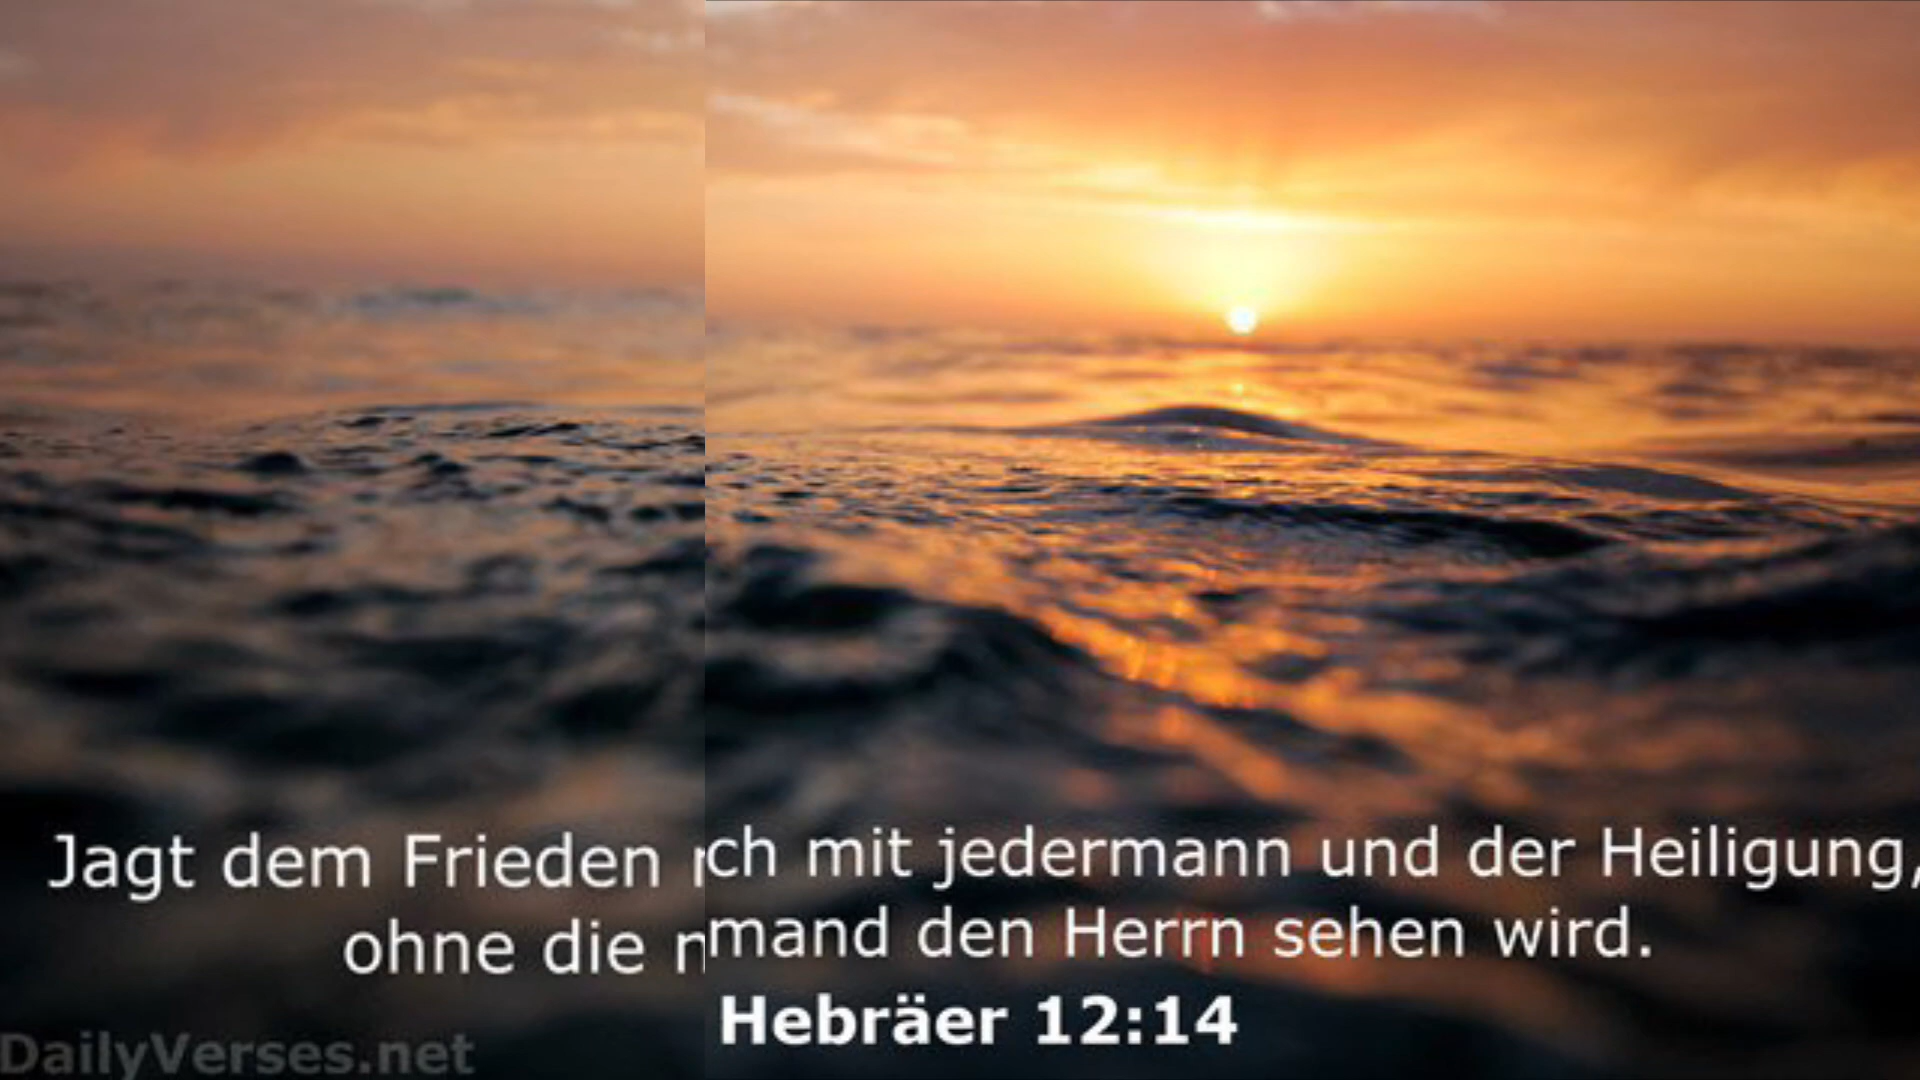 Jagt dem Frieden ch mit jedermann und der Heiligung,
ohne die mand den Herrn sehen wird.
Hebräer 12:14
DailyVerses.net